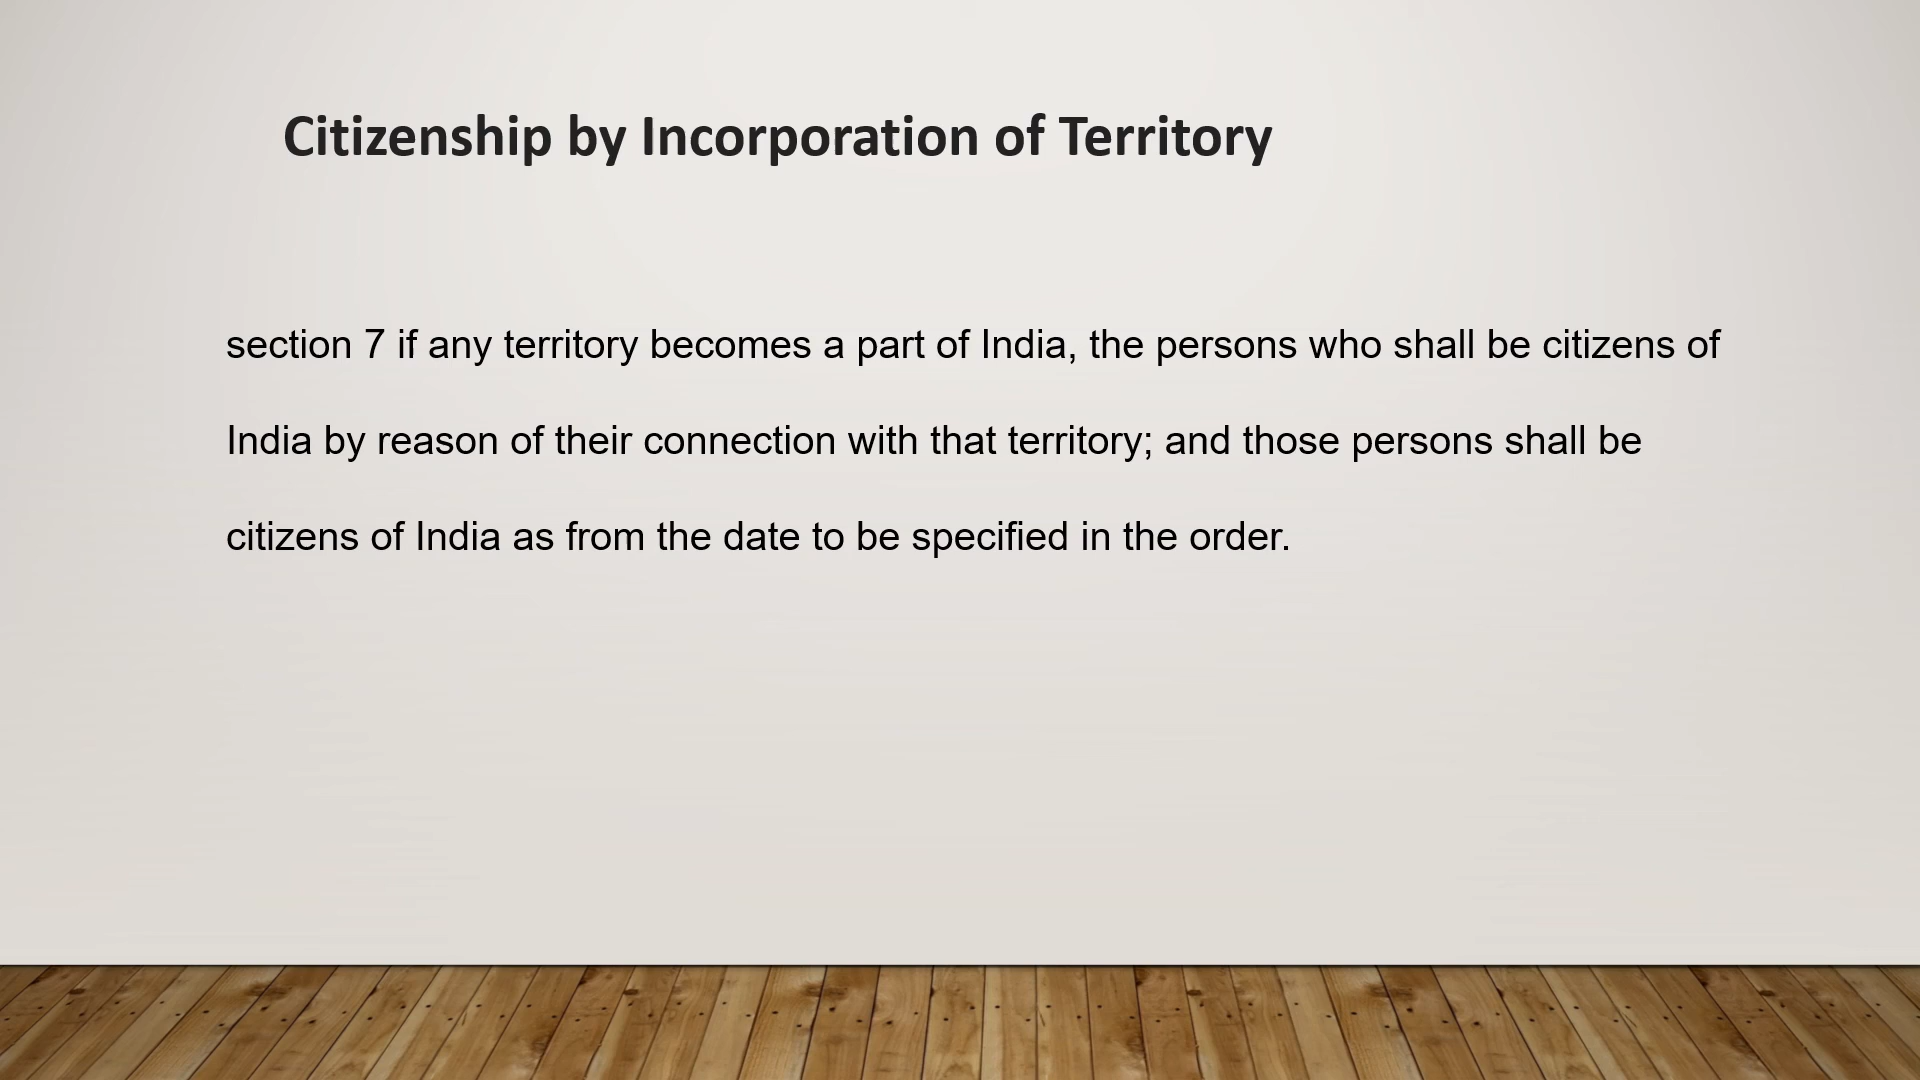 Citizenship by Incorporation of Territory
section 7 if any territory becomes a part of India, the persons who shall be citizens of
India by reason of their connection with that territory; and those persons shall be
citizens of India as from the date to be specified in the order.